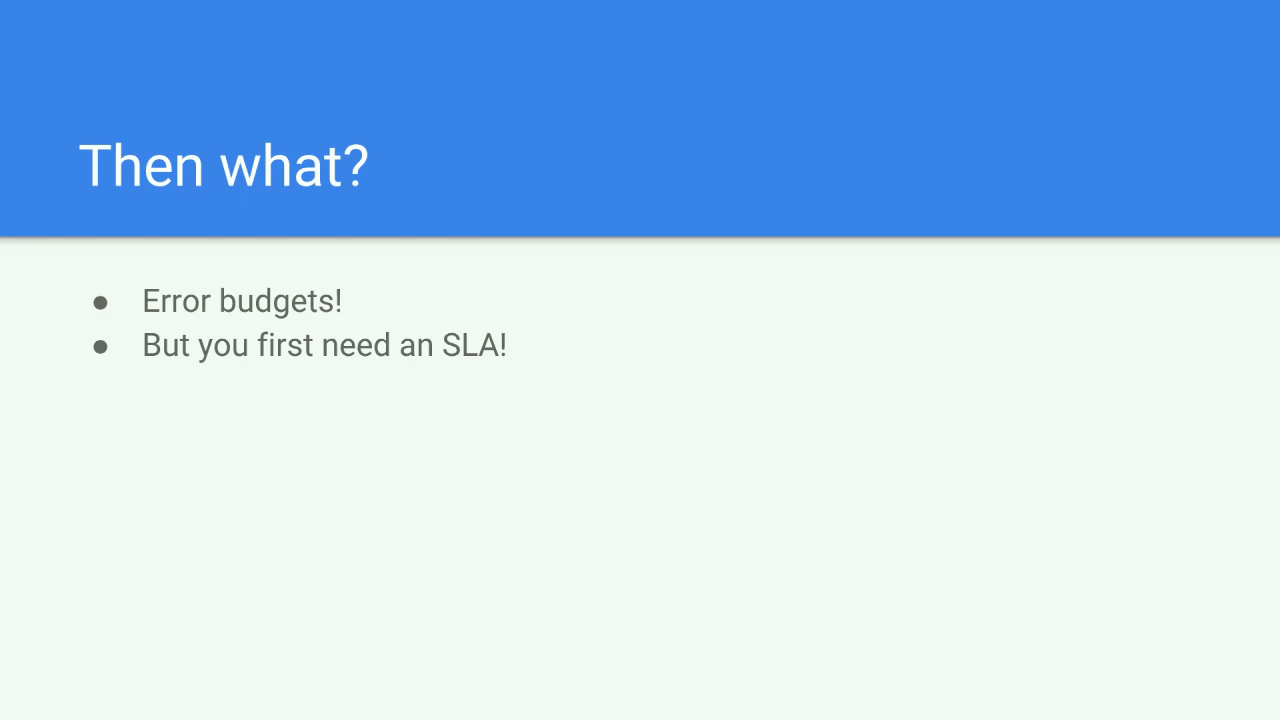 Then what?
● Error budgets!
● But you first need an SLA!